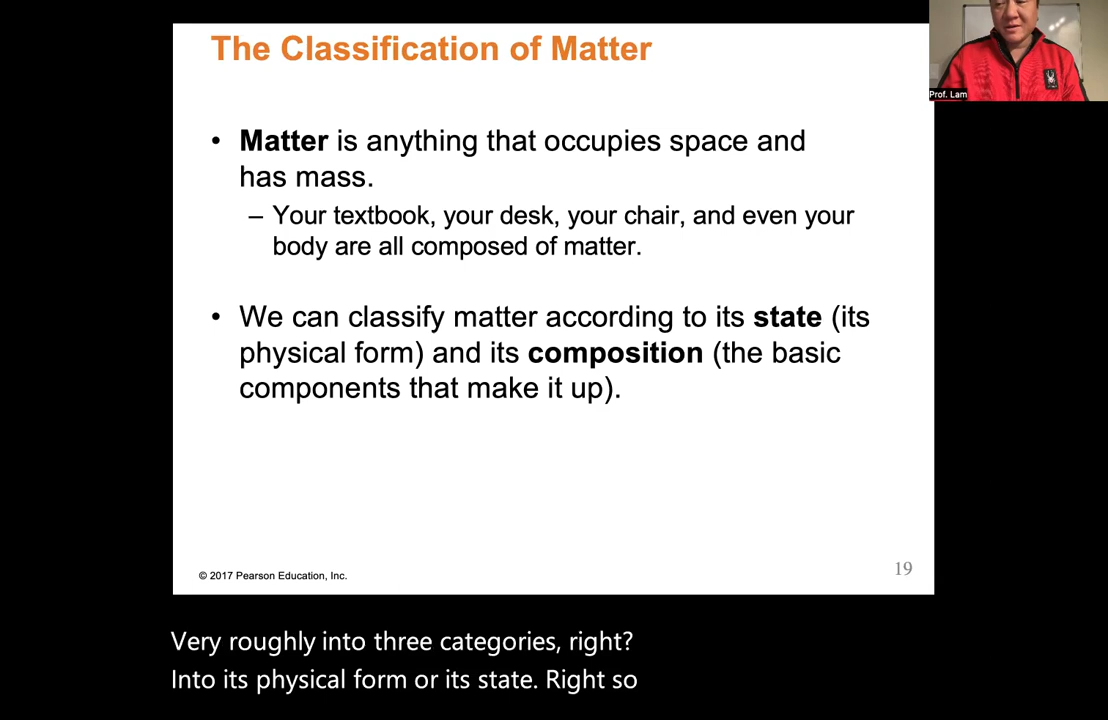 The Classification of Matter
Prof. Lam
• Matter is anything that occupies space and
has mass.
– Your textbook, your desk, your chair, and even your
body are all composed of matter.
• We can classify matter according to its state (its
physical form) and its composition (the basic
components that make it up).
© 2017 Pearson Education, Inc.
19
Very roughly into three categories, right?
Into its physical form or its state. Right so